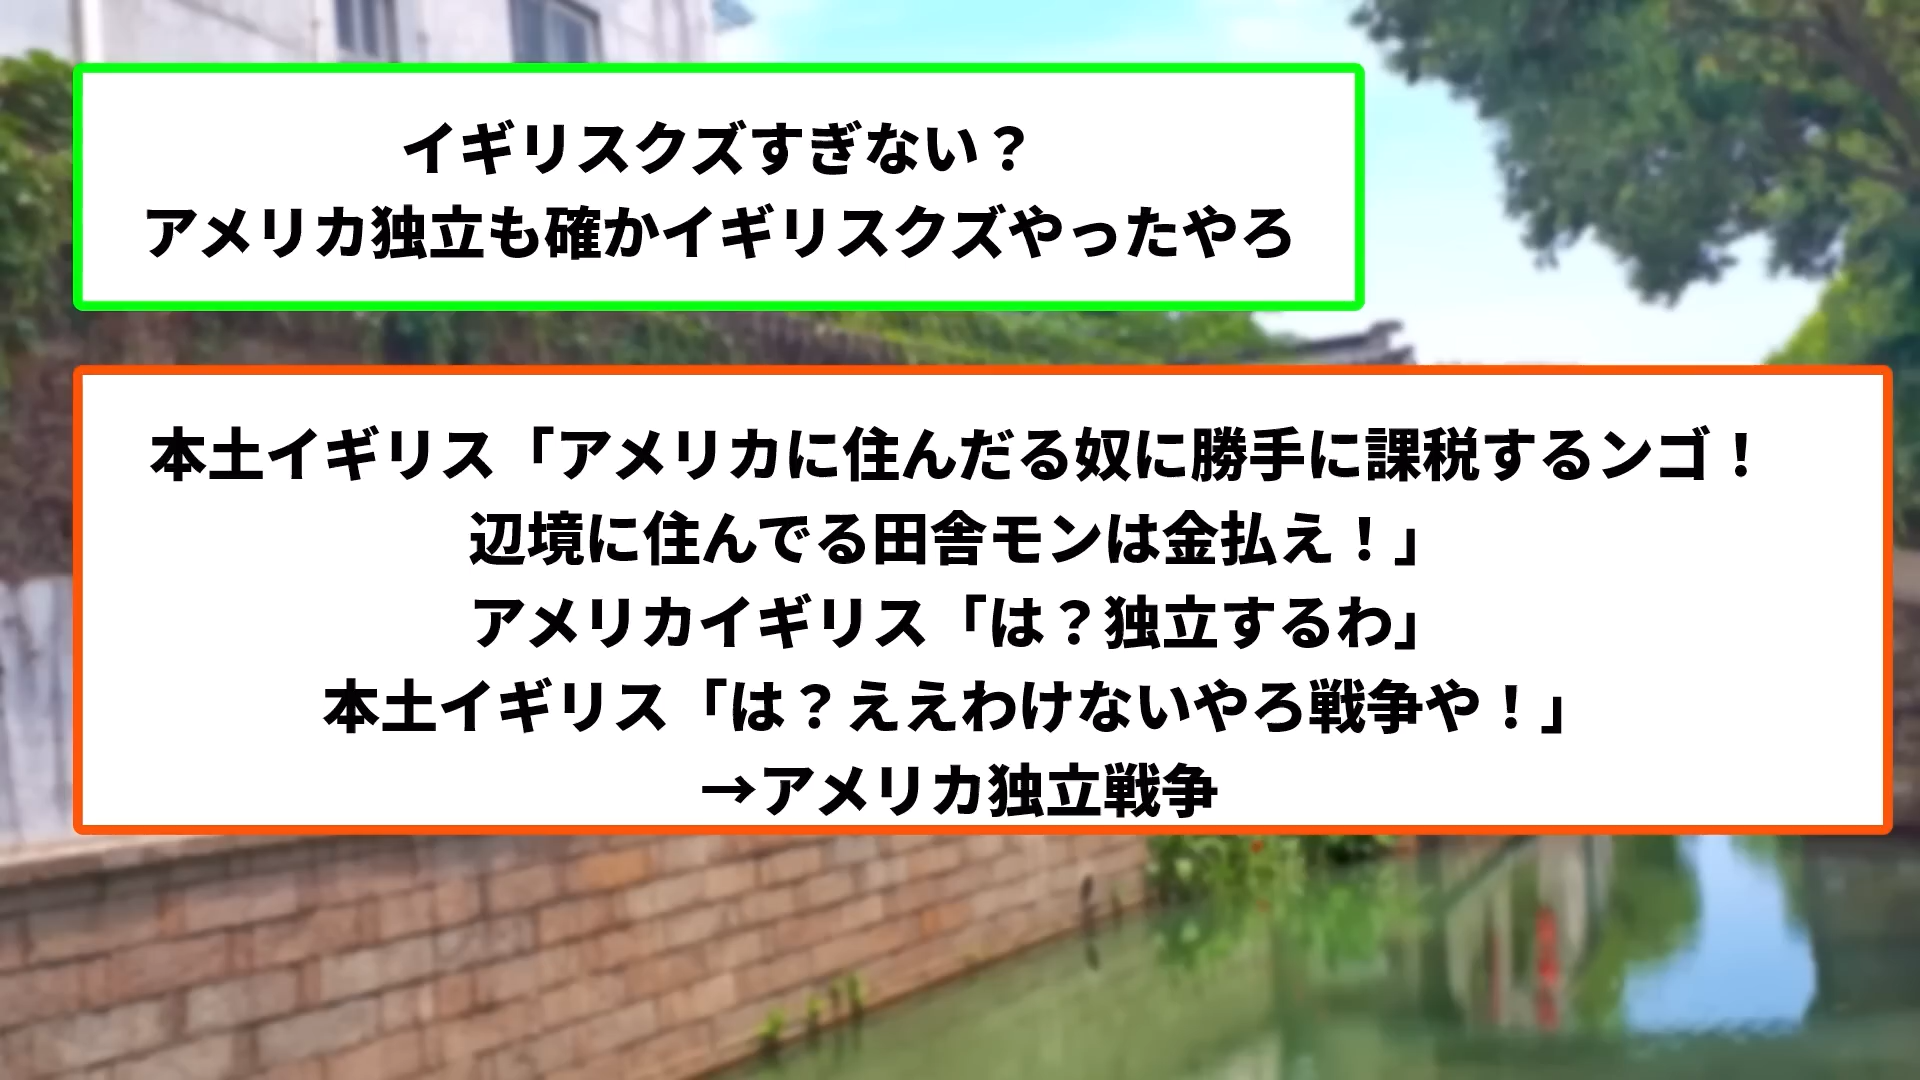 イギリスクズすぎない？
アメリカ独立も確かイギリスクズやったやろ
本土イギリス「アメリカに住んだる奴に勝手に課税するンゴ！
辺境に住んでる田舎モンは金払え！」
アメリカイギリス「は？独立するわ」
本土イギリス「は？ええわけないやろ戦争や！」
→アメリカ独立戦争